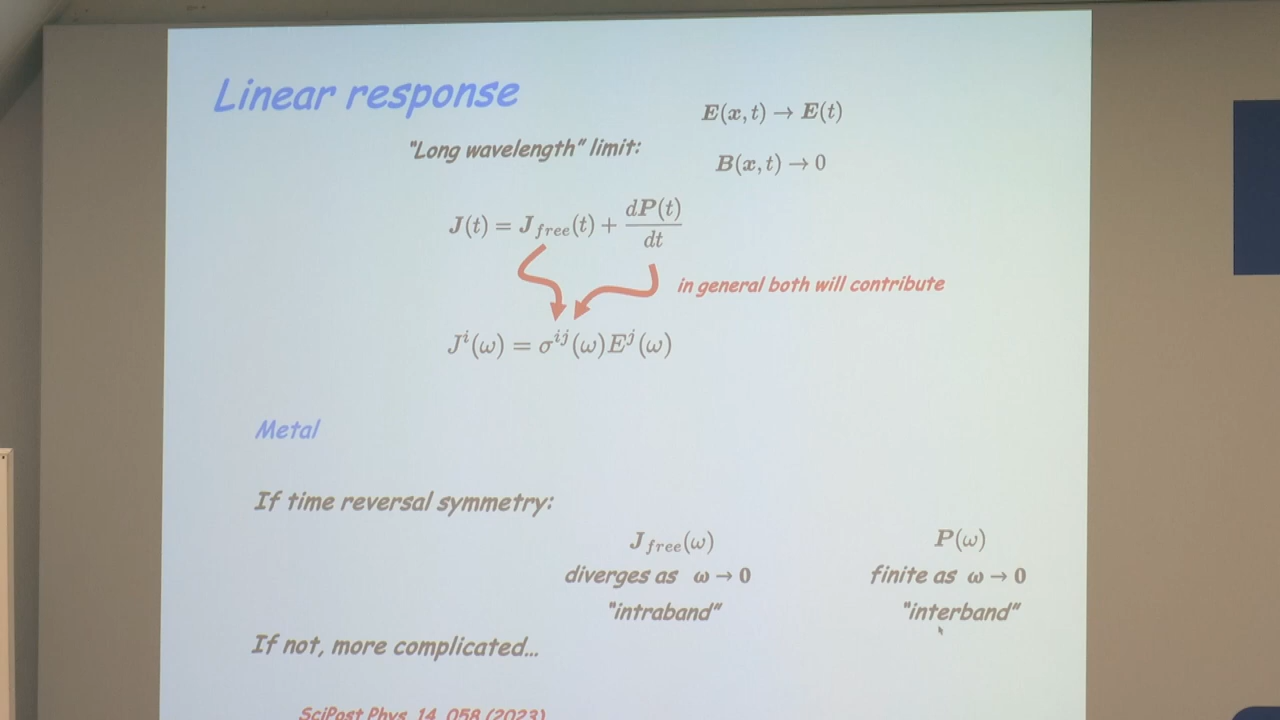 Linear response
E(x,t) → E(t)
"Long wavelength" limit:
B(x,t) → 0
J(t) = J_free(t) + dP(t)/dt
in general both will contribute
J^i(ω) = σ^ij(ω)E^j(ω)
Metal
If time reversal symmetry:
J_free(ω)
P(ω)
diverges as ω → 0
finite as ω → 0
"intraband"
"interband"
If not, more complicated...
SciPost Phys. 14, 058 (2023)